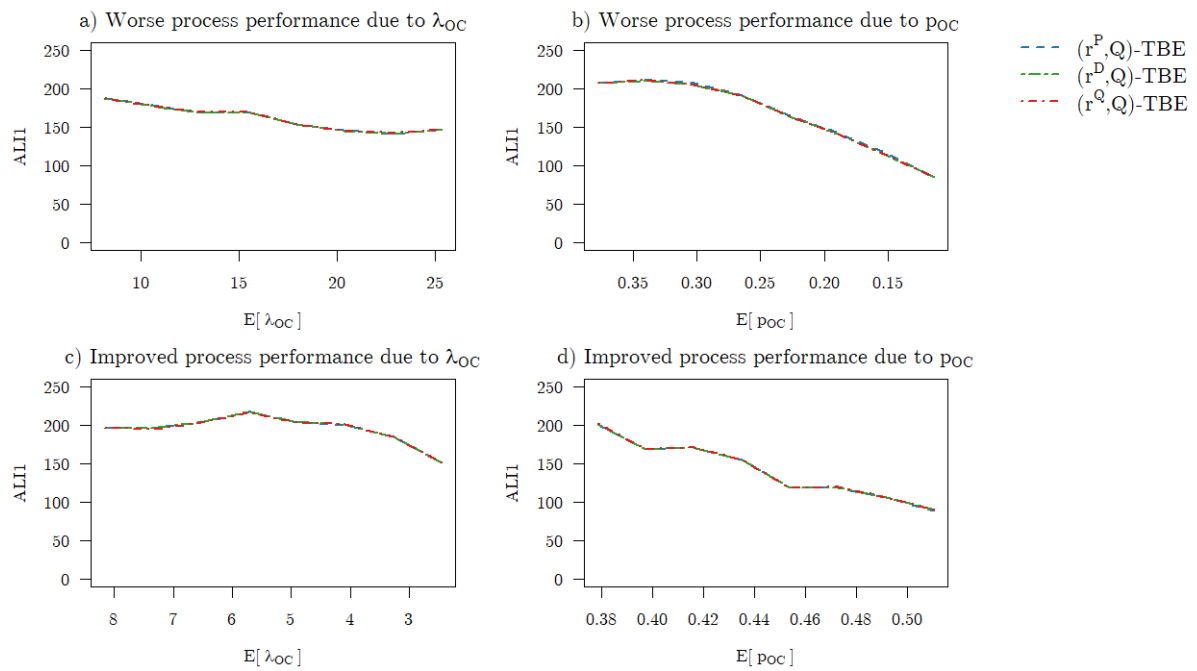 a) Worse process performance due to λOC
b) Worse process performance due to pOC
(r^P,Q)-TBE
(r^D,Q)-TBE
(r^Q,Q)-TBE
250
200
150
100
50
0
ALI1
10 15 20 25
E[ λOC ]
250
200
150
100
50
0
ALI1
0.35 0.30 0.25 0.20 0.15
E[ pOC ]
c) Improved process performance due to λOC
d) Improved process performance due to pOC
250
200
150
100
50
0
ALI1
8 7 6 5 4 3
E[ λOC ]
250
200
150
100
50
0
ALI1
0.38 0.40 0.42 0.44 0.46 0.48 0.50
E[ pOC ]